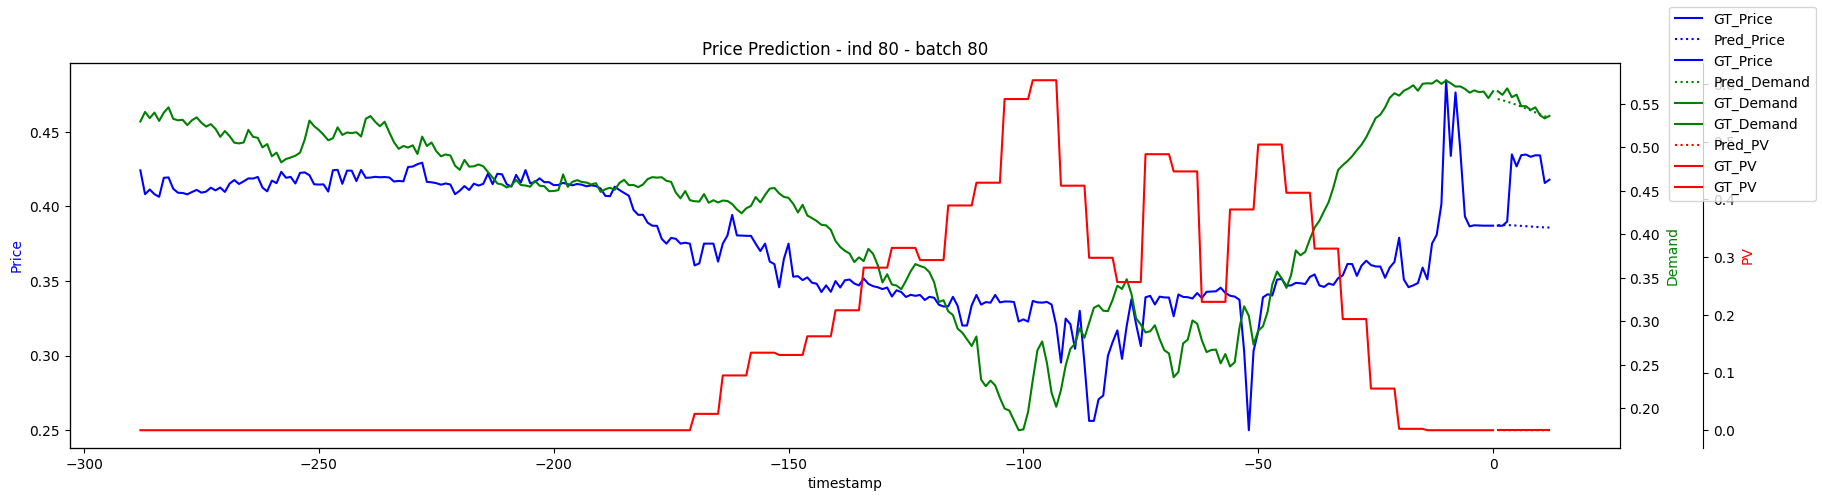 Price Prediction - ind 80 - batch 80
GT_Price
Pred_Price
GT_Price
Pred_Demand
GT_Demand
GT_Demand
Pred_PV
GT_PV
GT_PV
Price
0.45
0.40
0.35
0.30
0.25
−300
−250
−200
−150
−100
−50
0
timestamp
0.55
0.50
0.45
0.40
0.35
0.30
0.25
0.20
Demand
0.4
0.3
0.2
0.1
0.0
PV